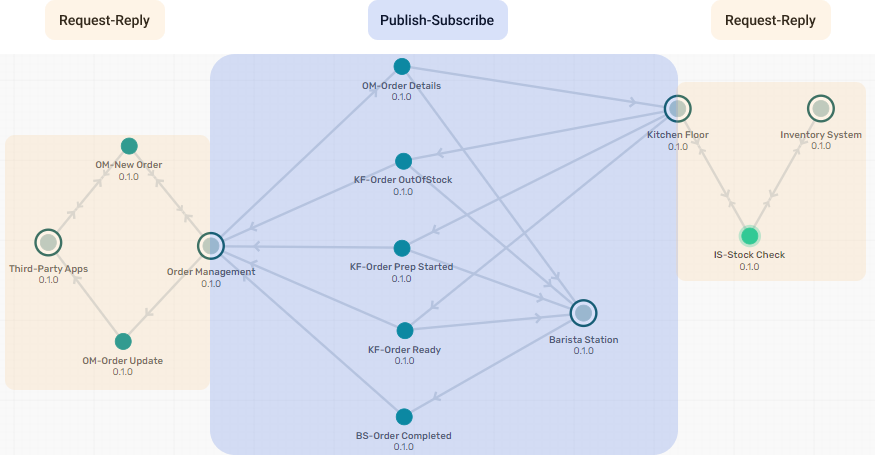 Request-Reply
Publish-Subscribe
Request-Reply
OM-Order Details
0.1.0
Kitchen Floor
0.1.0
Inventory System
0.1.0
OM-New Order
0.1.0
KF-Order OutOfStock
0.1.0
Third-Party Apps
0.1.0
Order Management
0.1.0
KF-Order Prep Started
0.1.0
IS-Stock Check
0.1.0
OM-Order Update
0.1.0
KF-Order Ready
0.1.0
Barista Station
0.1.0
BS-Order Completed
0.1.0